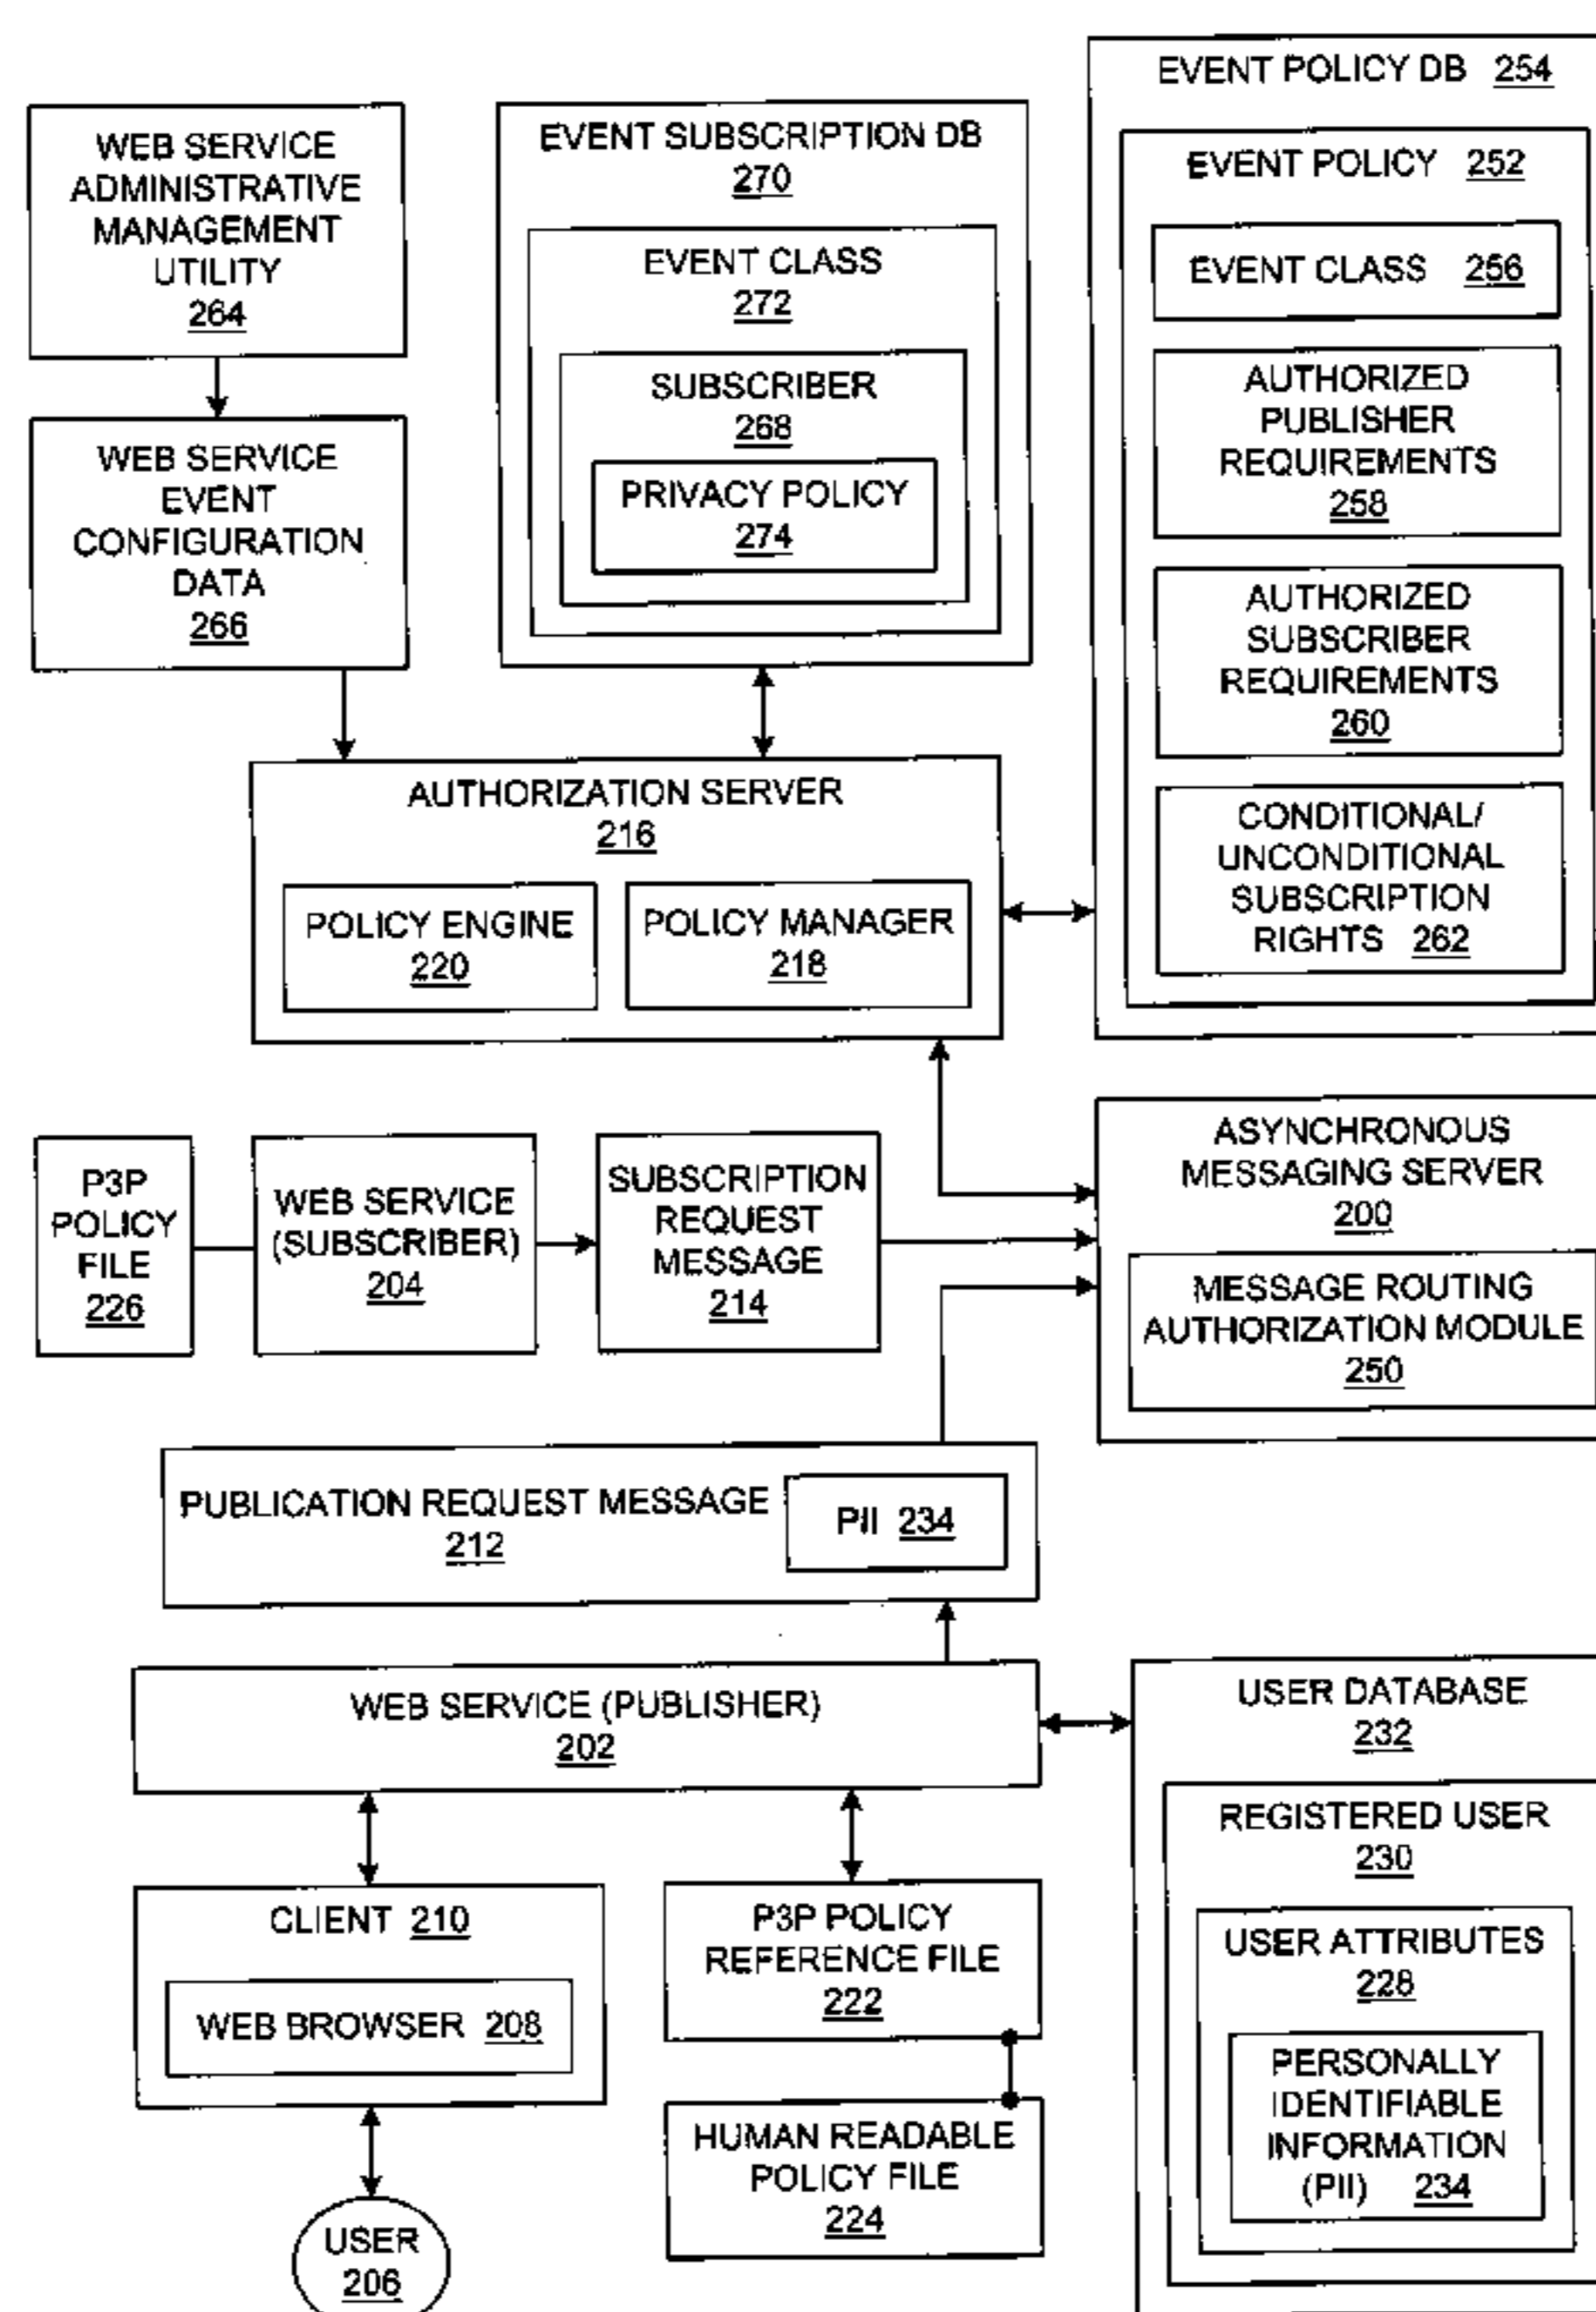 EVENT POLICY DB 254
WEB SERVICE
ADMINISTRATIVE
MANAGEMENT
UTILITY
264
EVENT SUBSCRIPTION DB
270
EVENT CLASS
272
SUBSCRIBER
268
PRIVACY POLICY
274
EVENT POLICY 252
EVENT CLASS 256
AUTHORIZED
PUBLISHER
REQUIREMENTS
258
AUTHORIZED
SUBSCRIBER
REQUIREMENTS
260
CONDITIONAL/
UNCONDITIONAL
SUBSCRIPTION
RIGHTS 262
WEB SERVICE
EVENT
CONFIGURATION
DATA
266
AUTHORIZATION SERVER
216
POLICY ENGINE
220
POLICY MANAGER
218
P3P
POLICY
FILE
226
WEB SERVICE
(SUBSCRIBER)
204
SUBSCRIPTION
REQUEST
MESSAGE
214
ASYNCHRONOUS
MESSAGING SERVER
200
MESSAGE ROUTING
AUTHORIZATION MODULE
250
PUBLICATION REQUEST MESSAGE
212
PII 234
WEB SERVICE (PUBLISHER)
202
USER DATABASE
232
REGISTERED USER
230
USER ATTRIBUTES
228
PERSONALLY
IDENTIFIABLE
INFORMATION
(PII) 234
CLIENT 210
WEB BROWSER 208
P3P POLICY
REFERENCE FILE
222
HUMAN READABLE
POLICY FILE
224
USER
206